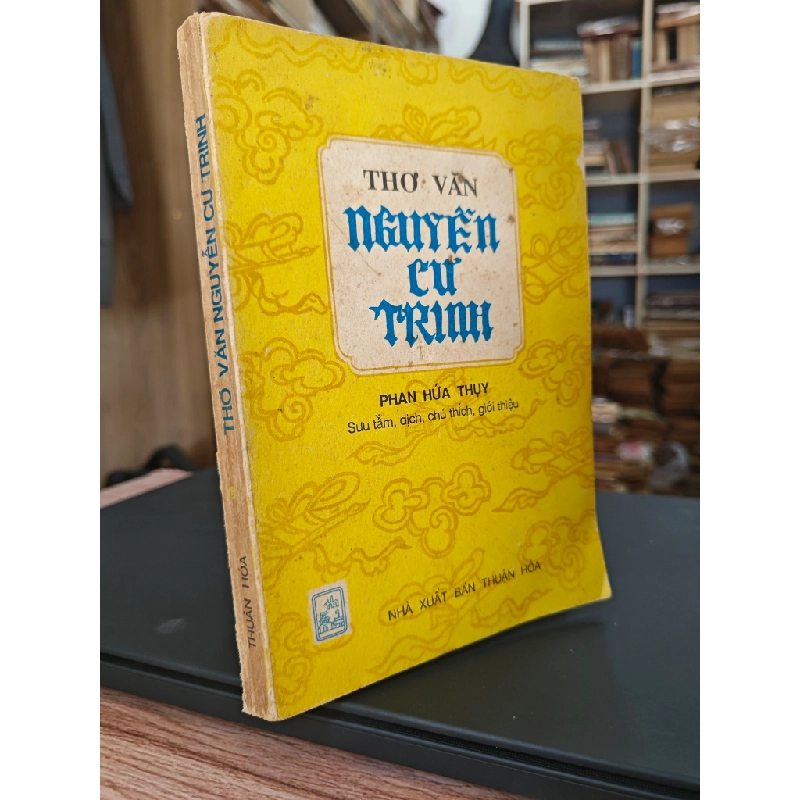 THƠ VĂN
NGUYỄN
CƯ
TRINH
PHAN HỨA THỤY
Sưu tầm, dịch, chú thích, giới thiệu
NHÀ XUẤT BẢN THUẬN HÓA
THƠ VĂN NGUYỄN CƯ TRINH
THUẬN HÓA